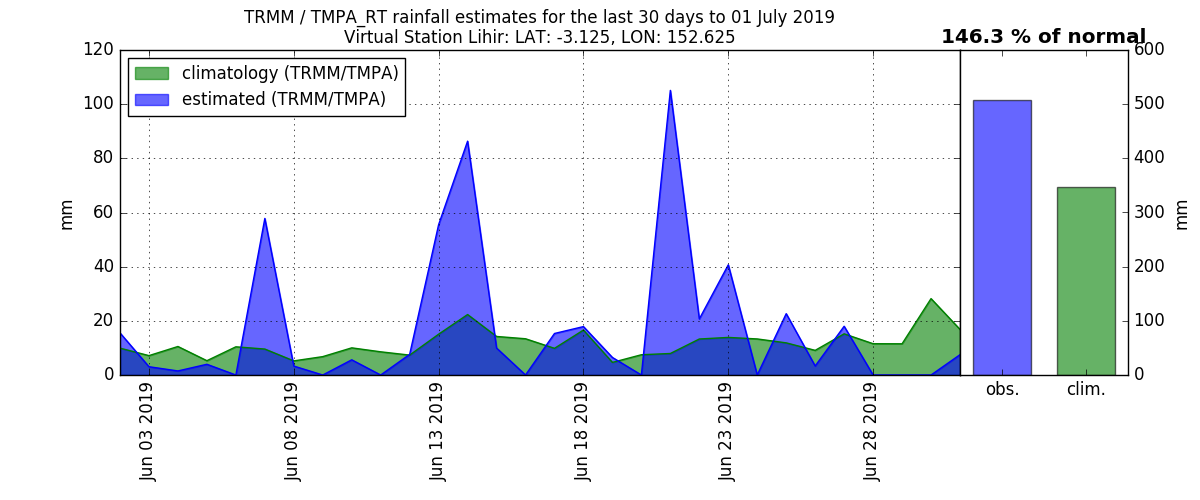 TRMM / TMPA_RT rainfall estimates for the last 30 days to 01 July 2019
Virtual Station Lihir: LAT: -3.125, LON: 152.625
146.3 % of normal
climatology (TRMM/TMPA)
estimated (TRMM/TMPA)
120
100
80
60
40
20
0
mm
Jun 03 2019
Jun 08 2019
Jun 13 2019
Jun 18 2019
Jun 23 2019
Jun 28 2019
600
500
400
300
200
100
0
mm
obs.
clim.